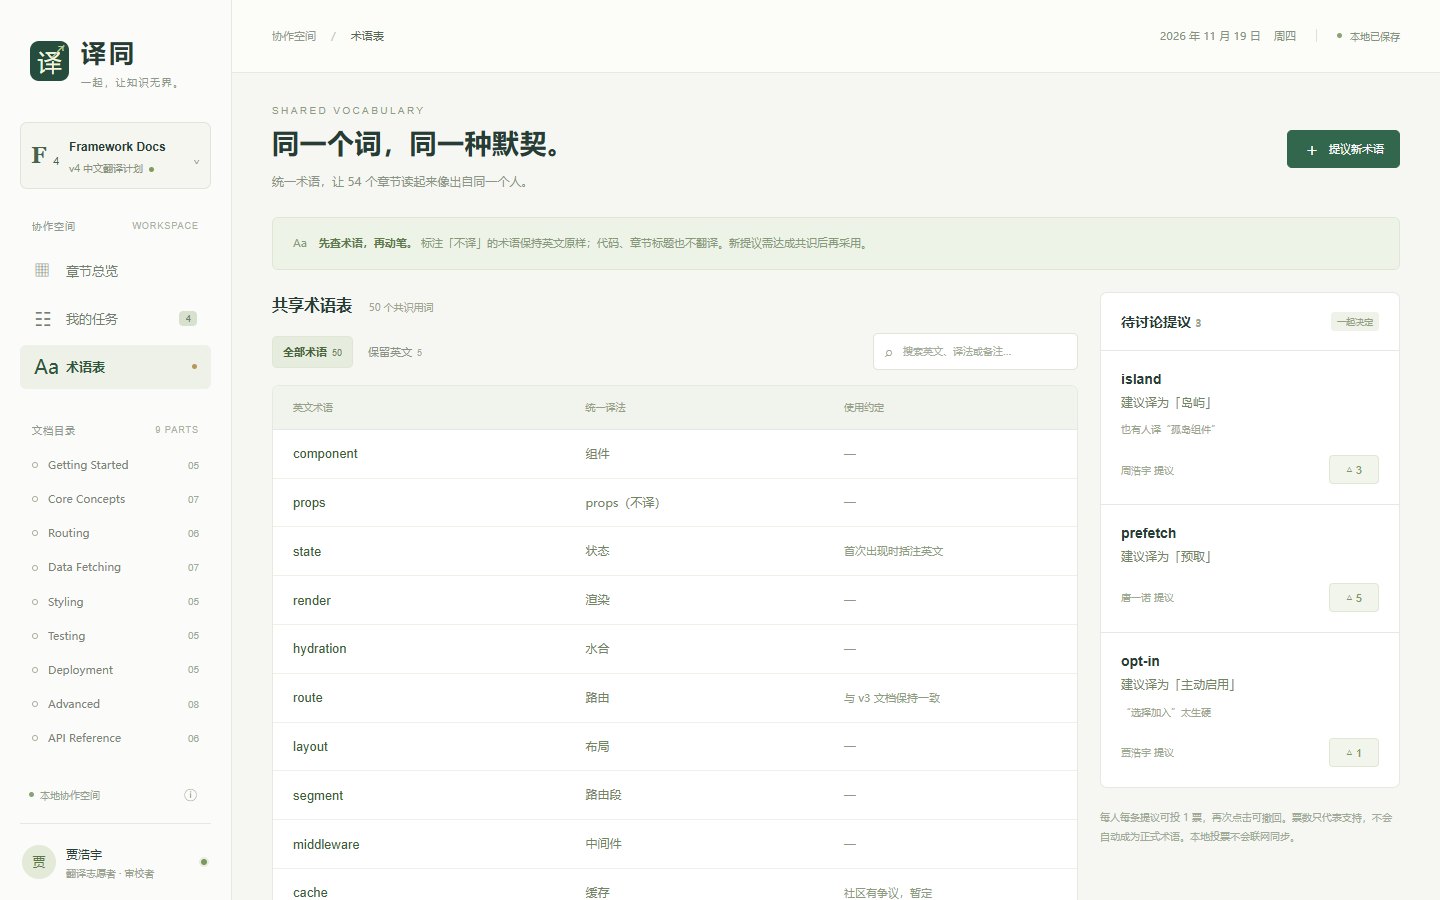 译 译同
一起，让知识无界。
F 4 Framework Docs
v4 中文翻译计划
协作空间 WORKSPACE
章节总览
我的任务 4
Aa 术语表
文档目录 9 PARTS
Getting Started 05
Core Concepts 07
Routing 06
Data Fetching 07
Styling 05
Testing 05
Deployment 05
Advanced 08
API Reference 06
本地协作空间
贾 贾浩宇
翻译志愿者 · 审校者
协作空间 / 术语表
2026 年 11 月 19 日 周四
本地已保存
SHARED VOCABULARY
同一个词，同一种默契。
统一术语，让 54 个章节读起来像出自同一个人。
＋ 提议新术语
Aa 先查术语，再动笔。 标注「不译」的术语保持英文原样；代码、章节标题也不翻译。新提议需达成共识后再采用。
共享术语表 50 个共识用词
全部术语 50 保留英文 5
搜索英文、译法或备注...
英文术语 统一译法 使用约定
component 组件 —
props props（不译） —
state 状态 首次出现时括注英文
render 渲染 —
hydration 水合 —
route 路由 与 v3 文档保持一致
layout 布局 —
segment 路由段 —
middleware 中间件 —
cache 缓存 社区有争议，暂定
待讨论提议 3 一起决定
island
建议译为「岛屿」
也有人译“孤岛组件”
周浩宇 提议 ▵ 3
prefetch
建议译为「预取」
唐一诺 提议 ▵ 5
opt-in
建议译为「主动启用」
“选择加入”太生硬
贾浩宇 提议 ▵ 1
每人每条提议可投 1 票，再次点击可撤回。票数只代表支持，不会
自动成为正式术语。本地投票不会联网同步。